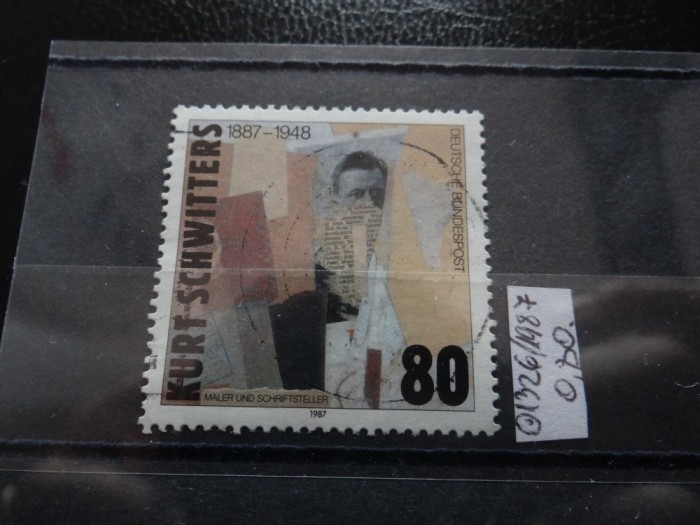 KURT SCHWITTERS
1887–1948
DEUTSCHE BUNDESPOST
80
MALER UND SCHRIFTSTELLER
1987
1326/1987
0,80.